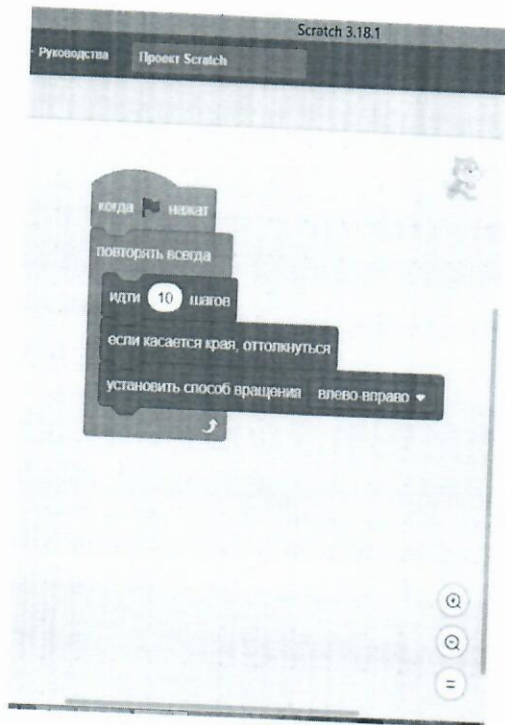 Scratch 3.18.1
Руководства
Проект Scratch
когда нажат
повторять всегда
идти 10 шагов
если касается края, оттолкнуться
установить способ вращения влево-вправо
=